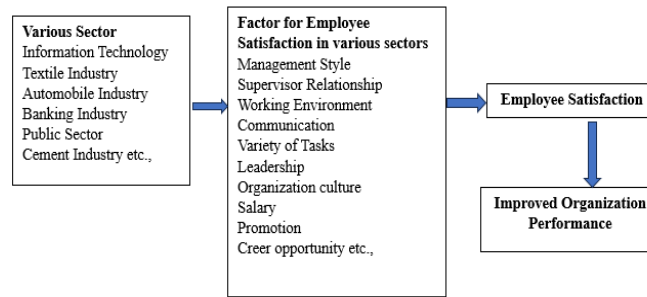 Various Sector
Information Technology
Textile Industry
Automobile Industry
Banking Industry
Public Sector
Cement Industry etc.,
Factor for Employee
Satisfaction in various sectors
Management Style
Supervisor Relationship
Working Environment
Communication
Variety of Tasks
Leadership
Organization culture
Salary
Promotion
Creer opportunity etc.,
Employee Satisfaction
Improved Organization
Performance